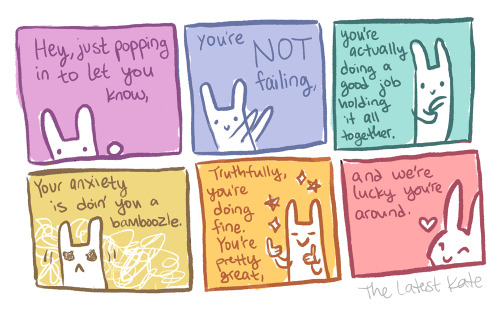 Hey, just popping
in to let you
know,
you're
NOT
failing,
you're
actually
doing a
good job
holding
it all
together.
Your anxiety
is doin' you a
bamboozle.
Truthfully,
you're
doing
fine.
You're
pretty
great,
and we're
lucky you're
around.
The Latest Kate